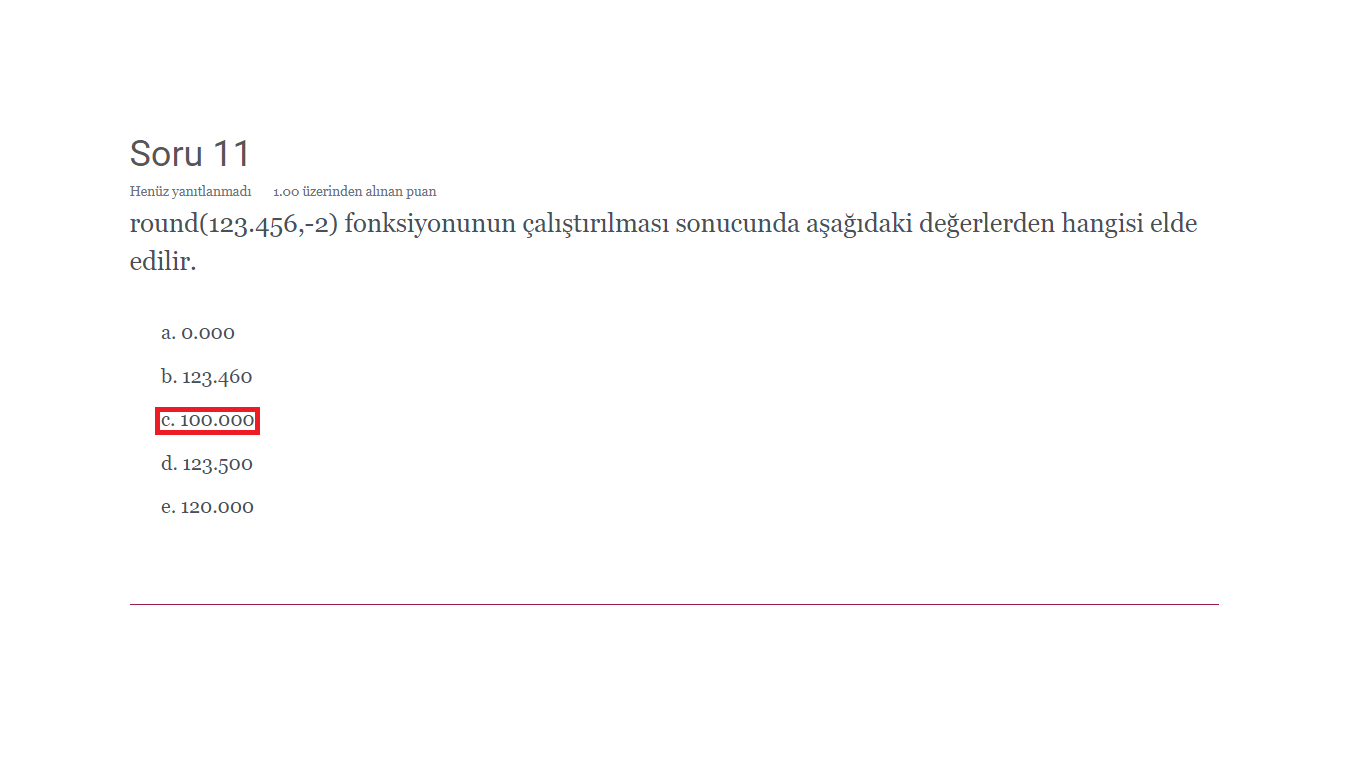 Soru 11
Henüz yanıtlanmadı 1.00 üzerinden alınan puan
round(123.456,-2) fonksiyonunun çalıştırılması sonucunda aşağıdaki değerlerden hangisi elde
edilir.
a. 0.000
b. 123.460
c. 100.000
d. 123.500
e. 120.000